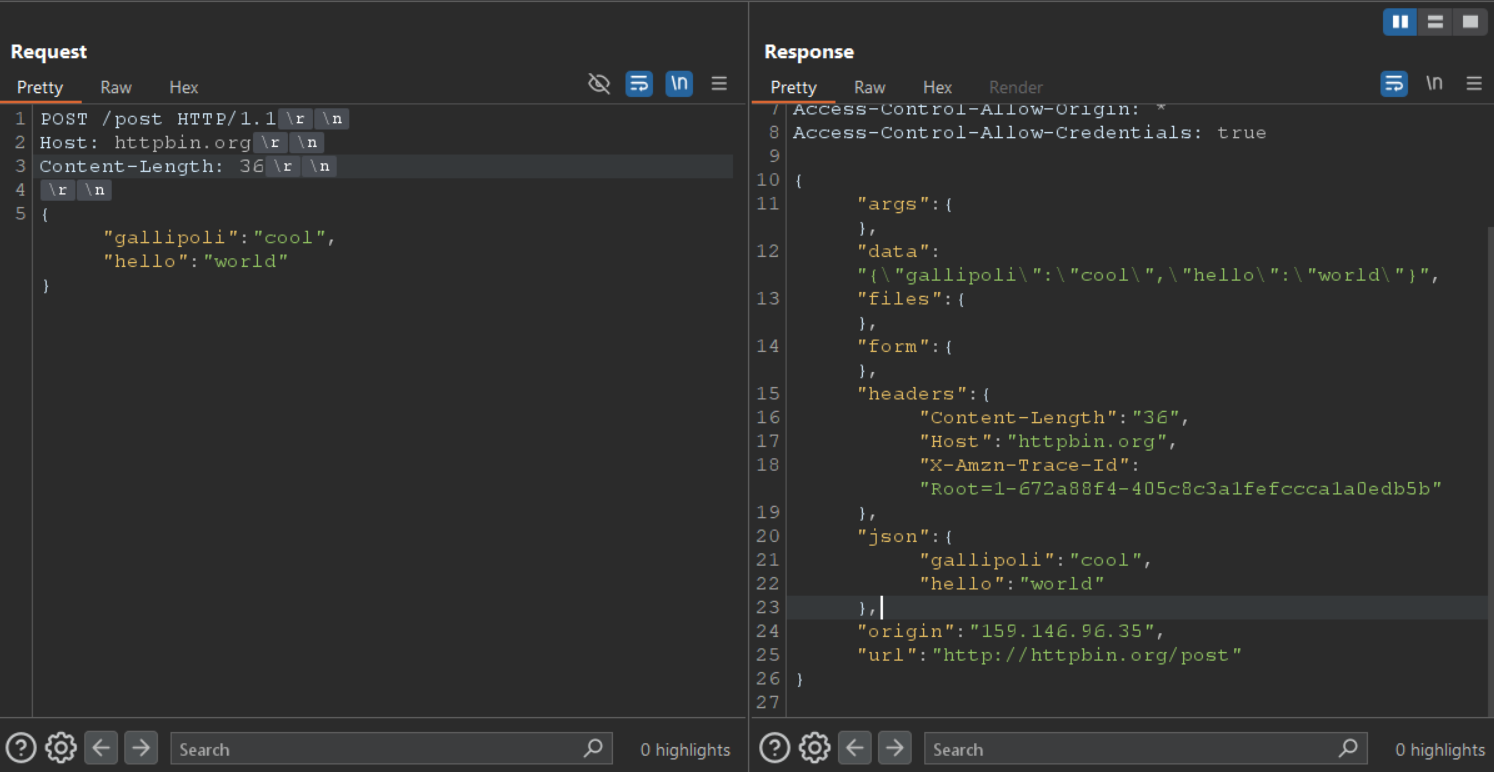 Request
Pretty Raw Hex \n
1 POST /post HTTP/1.1 \r \n
2 Host: httpbin.org \r \n
3 Content-Length: 36 \r \n
4 \r \n
5 {
"gallipoli":"cool",
"hello":"world"
}
Search 0 highlights
Response
Pretty Raw Hex Render \n
7 Access-Control-Allow-Origin: *
8 Access-Control-Allow-Credentials: true
9
10 {
11 "args":{
},
12 "data":
"{\"gallipoli\":\"cool\",\"hello\":\"world\"}",
13 "files":{
},
14 "form":{
},
15 "headers":{
16 "Content-Length":"36",
17 "Host":"httpbin.org",
18 "X-Amzn-Trace-Id":
"Root=1-672a88f4-405c8c3a1fefccca1a0edb5b"
19 },
20 "json":{
21 "gallipoli":"cool",
22 "hello":"world"
23 },
24 "origin":"159.146.96.35",
25 "url":"http://httpbin.org/post"
26 }
27
Search 0 highlights